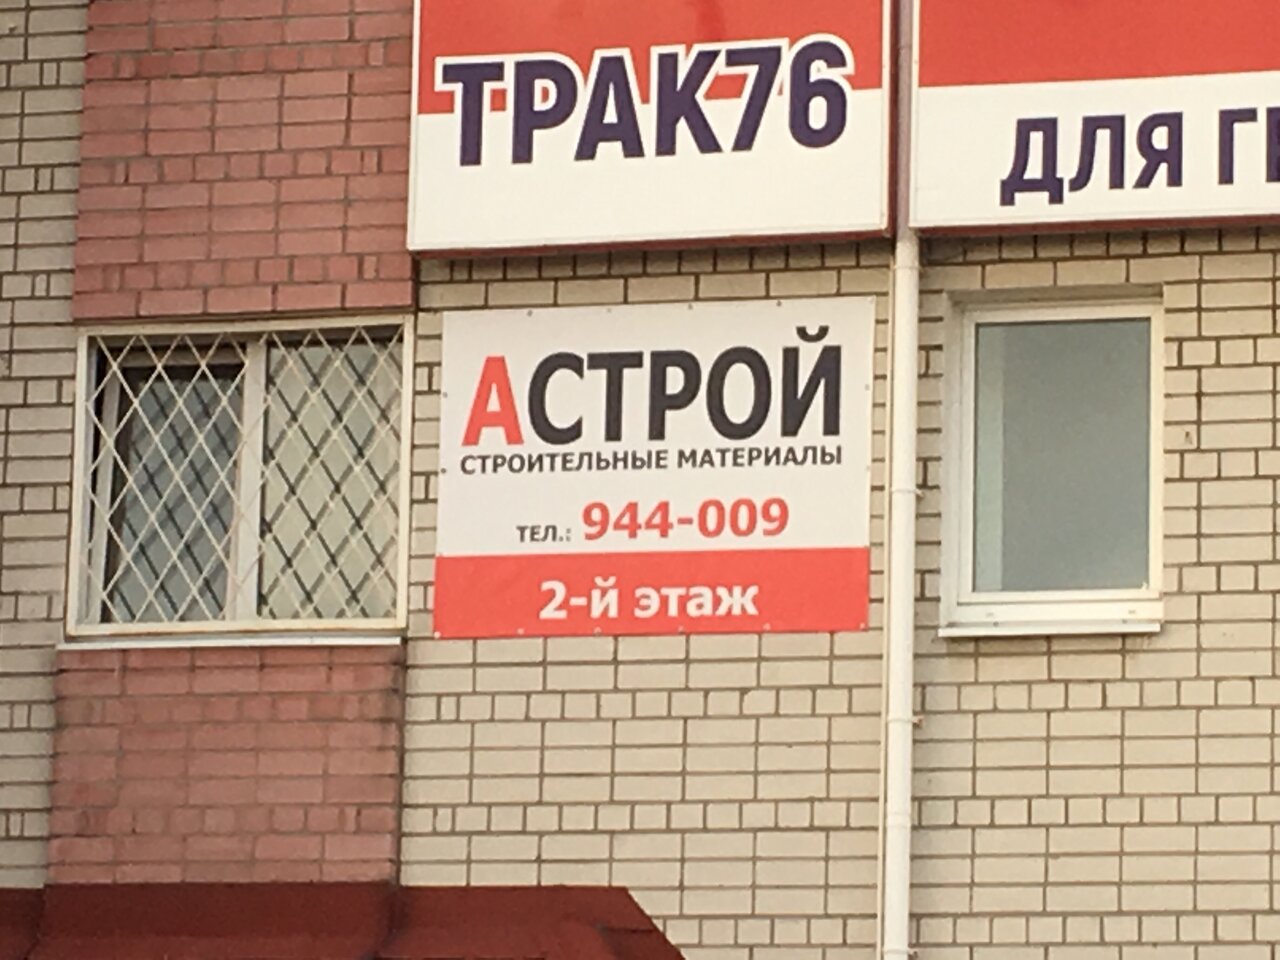 ТРАК76
ДЛЯ
АСТРОЙ
СТРОИТЕЛЬНЫЕ МАТЕРИАЛЫ
ТЕЛ.: 944-009
2-й этаж